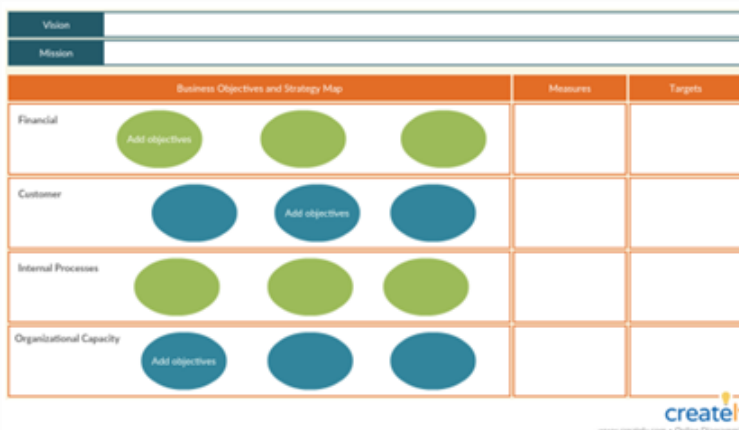 Vision
Mission
Business Objectives and Strategy Map
Measures
Targets
Financial
Add objectives
Customer
Add objectives
Internal Processes
Organizational Capacity
Add objectives
createl